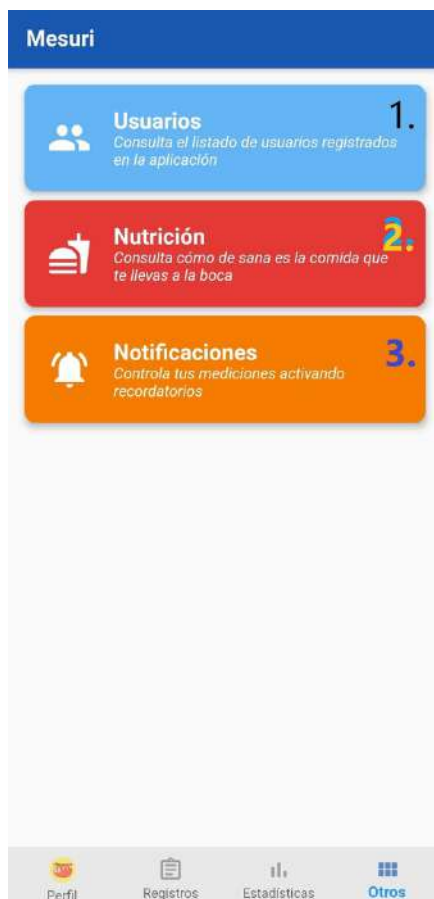 Mesuri
Usuarios
1.
Consulta el listado de usuarios registrados
en la aplicación
Nutrición
2.
Consulta cómo de sana es la comida que
te llevas a la boca
Notificaciones
3.
Controla tus mediciones activando
recordatorios
Perfil Registros Estadísticas Otros